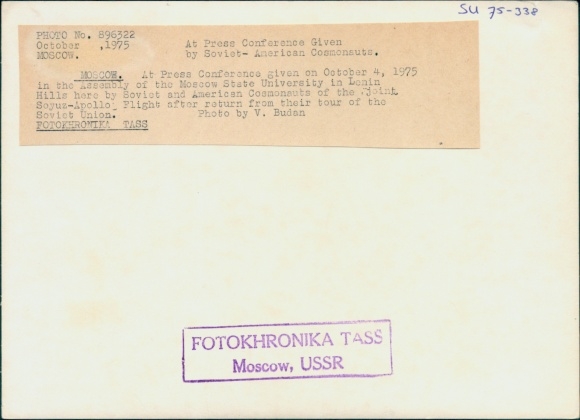 SU 75-338
PHOTO No. 896322
October ,1975 At Press Conference Given
MOSCOW. by Soviet- American Cosmonauts.
MOSCOW. At Press Conference given on October 4, 1975
in the Assembly of the Moscow State University in Lenin
Hills here by Soviet and American Cosmonauts of the Joint
Soyuz-Apollo Flight after return from their tour of the
Soviet Union. Photo by V. Budan
FOTOKHRONIKA TASS
FOTOKHRONIKA TASS
Moscow, USSR